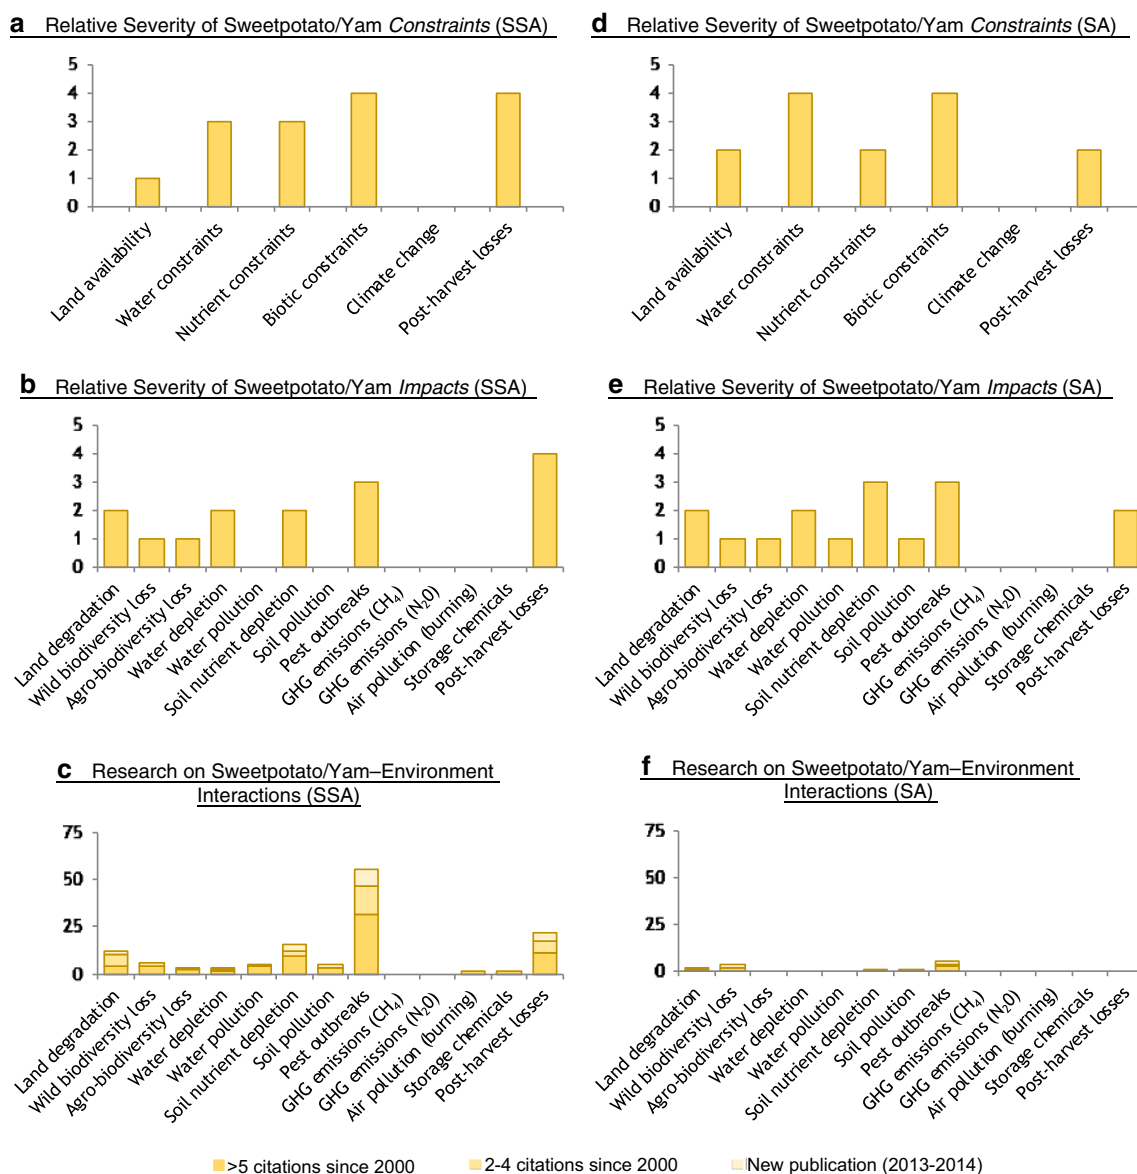 a Relative Severity of Sweetpotato/Yam Constraints (SSA)
5
4
3
2
1
0
Land availability
Water constraints
Nutrient constraints
Biotic constraints
Climate change
Post-harvest losses
d Relative Severity of Sweetpotato/Yam Constraints (SA)
5
4
3
2
1
0
Land availability
Water constraints
Nutrient constraints
Biotic constraints
Climate change
Post-harvest losses
b Relative Severity of Sweetpotato/Yam Impacts (SSA)
5
4
3
2
1
0
Land degradation
Wild biodiversity loss
Agro-biodiversity loss
Water depletion
Water pollution
Soil nutrient depletion
Soil pollution
Pest outbreaks
GHG emissions (CH₄)
GHG emissions (N₂0)
Air pollution (burning)
Storage chemicals
Post-harvest losses
e Relative Severity of Sweetpotato/Yam Impacts (SA)
5
4
3
2
1
0
Land degradation
Wild biodiversity loss
Agro-biodiversity loss
Water depletion
Water pollution
Soil nutrient depletion
Soil pollution
Pest outbreaks
GHG emissions (CH₄)
GHG emissions (N₂0)
Air pollution (burning)
Storage chemicals
Post-harvest losses
c Research on Sweetpotato/Yam–Environment
Interactions (SSA)
75
50
25
0
Land degradation
Wild biodiversity loss
Agro-biodiversity loss
Water depletion
Water pollution
Soil nutrient depletion
Soil pollution
Pest outbreaks
GHG emissions (CH₄)
GHG emissions (N₂0)
Air pollution (burning)
Storage chemicals
Post-harvest losses
f Research on Sweetpotato/Yam–Environment
Interactions (SA)
75
50
25
0
Land degradation
Wild biodiversity loss
Agro-biodiversity loss
Water depletion
Water pollution
Soil nutrient depletion
Soil pollution
Pest outbreaks
GHG emissions (CH₄)
GHG emissions (N₂0)
Air pollution (burning)
Storage chemicals
Post-harvest losses
>5 citations since 2000
2-4 citations since 2000
New publication (2013-2014)